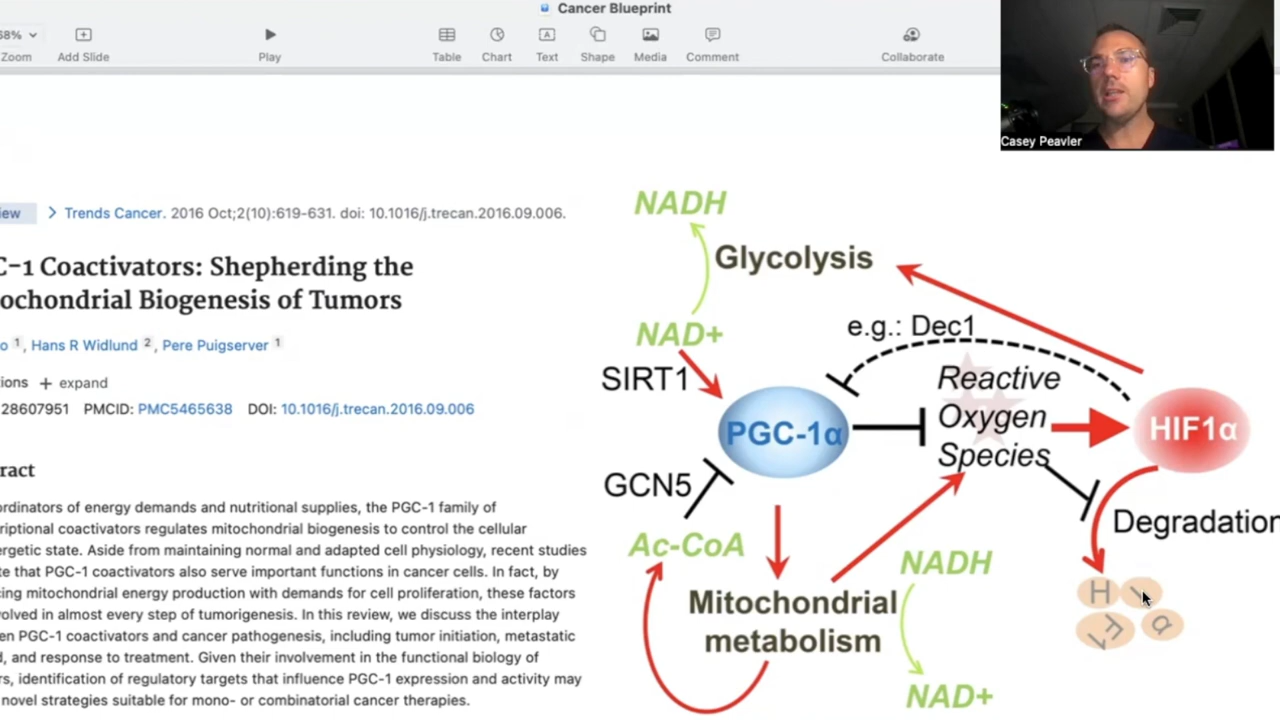 Cancer Blueprint
68%
Zoom
Add Slide
Play
Table
Chart
Text
Shape
Media
Comment
Collaborate
Casey Peavler
iew
Trends Cancer. 2016 Oct;2(10):619-631. doi: 10.1016/j.trecan.2016.09.006.
C-1 Coactivators: Shepherding the
ochondrial Biogenesis of Tumors
o 1, Hans R Widlund 2, Pere Puigserver 1
ions + expand
28607951 PMCID: PMC5465638 DOI: 10.1016/j.trecan.2016.09.006
ract
ordinators of energy demands and nutritional supplies, the PGC-1 family of
riptional coactivators regulates mitochondrial biogenesis to control the cellular
ergetic state. Aside from maintaining normal and adapted cell physiology, recent studies
te that PGC-1 coactivators also serve important functions in cancer cells. In fact, by
cing mitochondrial energy production with demands for cell proliferation, these factors
volved in almost every step of tumorigenesis. In this review, we discuss the interplay
en PGC-1 coactivators and cancer pathogenesis, including tumor initiation, metastatic
d, and response to treatment. Given their involvement in the functional biology of
rs, identification of regulatory targets that influence PGC-1 expression and activity may
novel strategies suitable for mono- or combinatorial cancer therapies.
NADH
Glycolysis
NAD+
e.g.: Dec1
SIRT1
Reactive
Oxygen
Species
PGC-1α
HIF1α
GCN5
Degradation
Ac-CoA
NADH
Mitochondrial
metabolism
H I
F1 α
NAD+